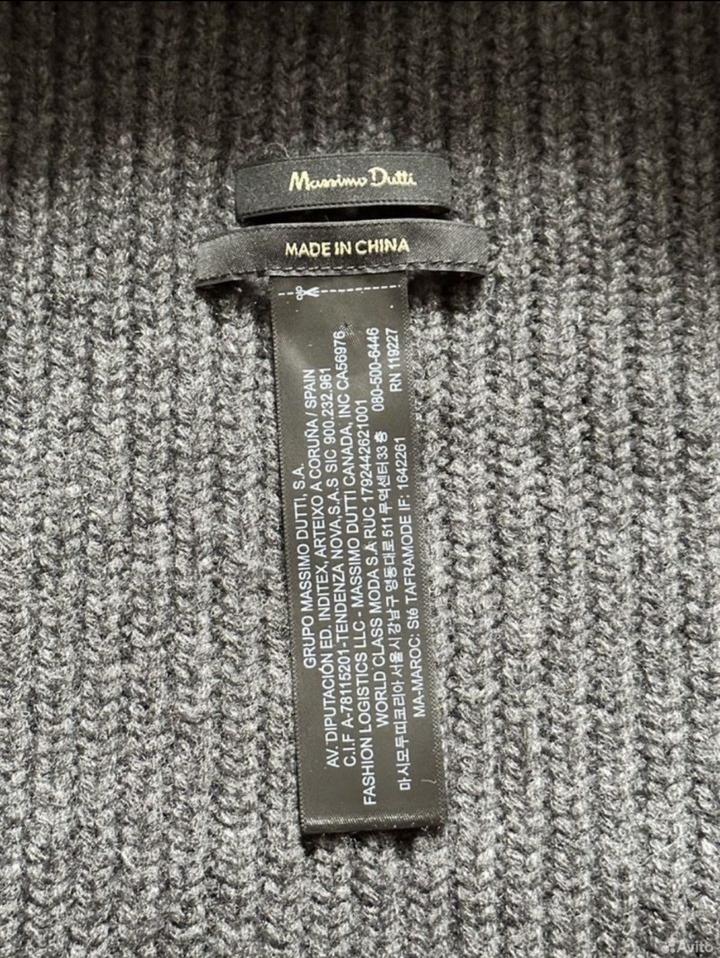 Massimo Dutti
MADE IN CHINA
GRUPO MASSIMO DUTTI, S.A.
AV. DIPUTACIÓN ED. INDITEX, ARTEIXO A CORUÑA / SPAIN
C.I.F A-78115201-TENDENZA NOVA.S.A.S SIC 900.232.961
FASHION LOGISTICS LLC - MASSIMO DUTTI CANADA, INC CA56976
WORLD CLASS MODA S.A RUC 1792442621001
마시모두띠코리아 서울시 강남구 영동대로 511 무역센터 33층 080-500-6446
MA-MAROC: Sté TAFRAMODE IF: 1642261 RN 119227
Avito